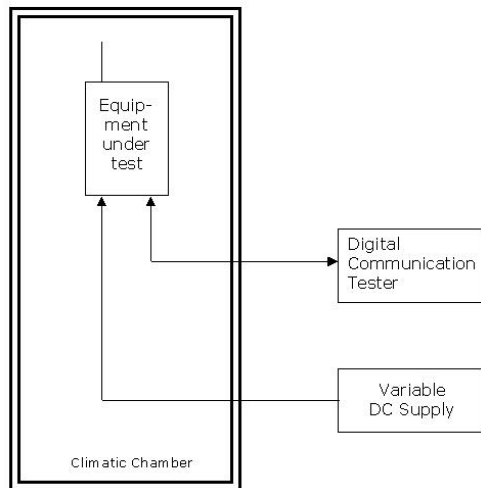 Equip-
ment
under
test
Digital
Communication
Tester
Variable
DC Supply
Climatic Chamber